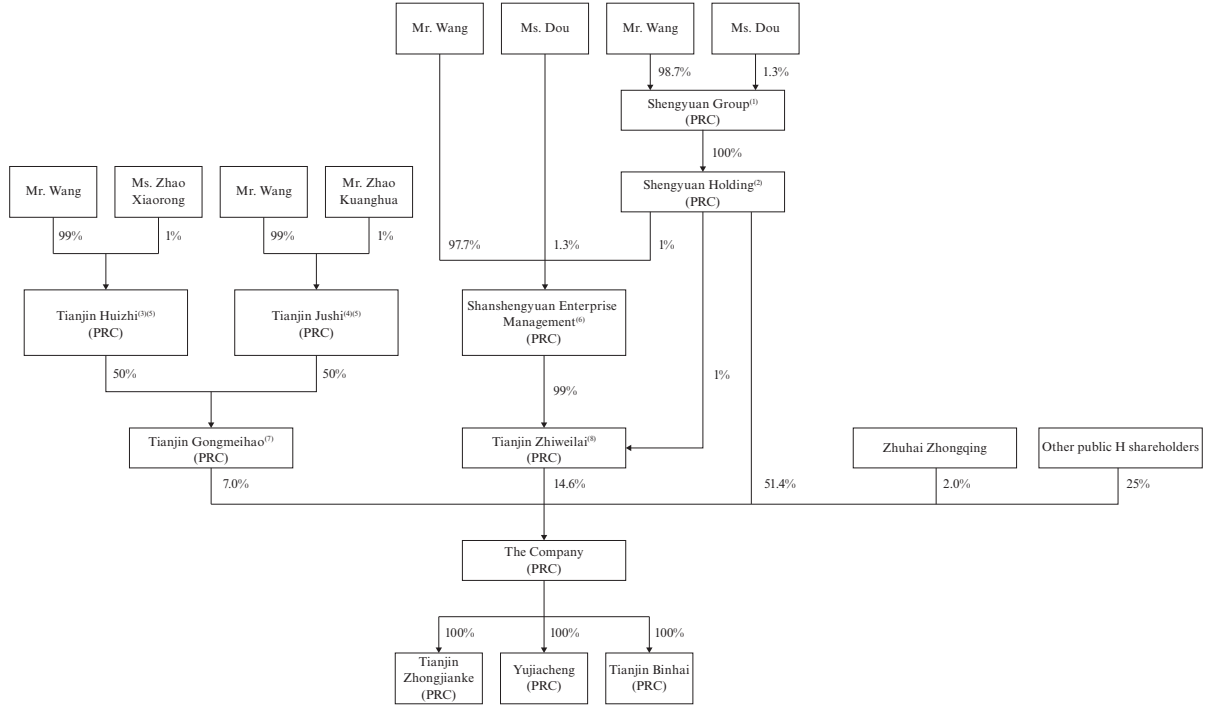 Mr. Wang
Ms. Dou
Mr. Wang
Ms. Dou
98.7%
1.3%
Shengyuan Group(1)
(PRC)
100%
Mr. Wang
Ms. Zhao
Xiaorong
Mr. Wang
Mr. Zhao
Kuanghua
Shengyuan Holding(2)
(PRC)
99%
1%
99%
1%
97.7%
1.3%
1%
Tianjin Huizhi(3)(5)
(PRC)
Tianjin Jushi(4)(5)
(PRC)
Shanshengyuan Enterprise
Management(6)
(PRC)
50%
50%
99%
1%
Tianjin Gongmeihao(7)
(PRC)
Tianjin Zhiweilai(8)
(PRC)
Zhuhai Zhongqing
Other public H shareholders
7.0%
14.6%
51.4%
2.0%
25%
The Company
(PRC)
100%
100%
100%
Tianjin
Zhongjianke
(PRC)
Yujiacheng
(PRC)
Tianjin Binhai
(PRC)